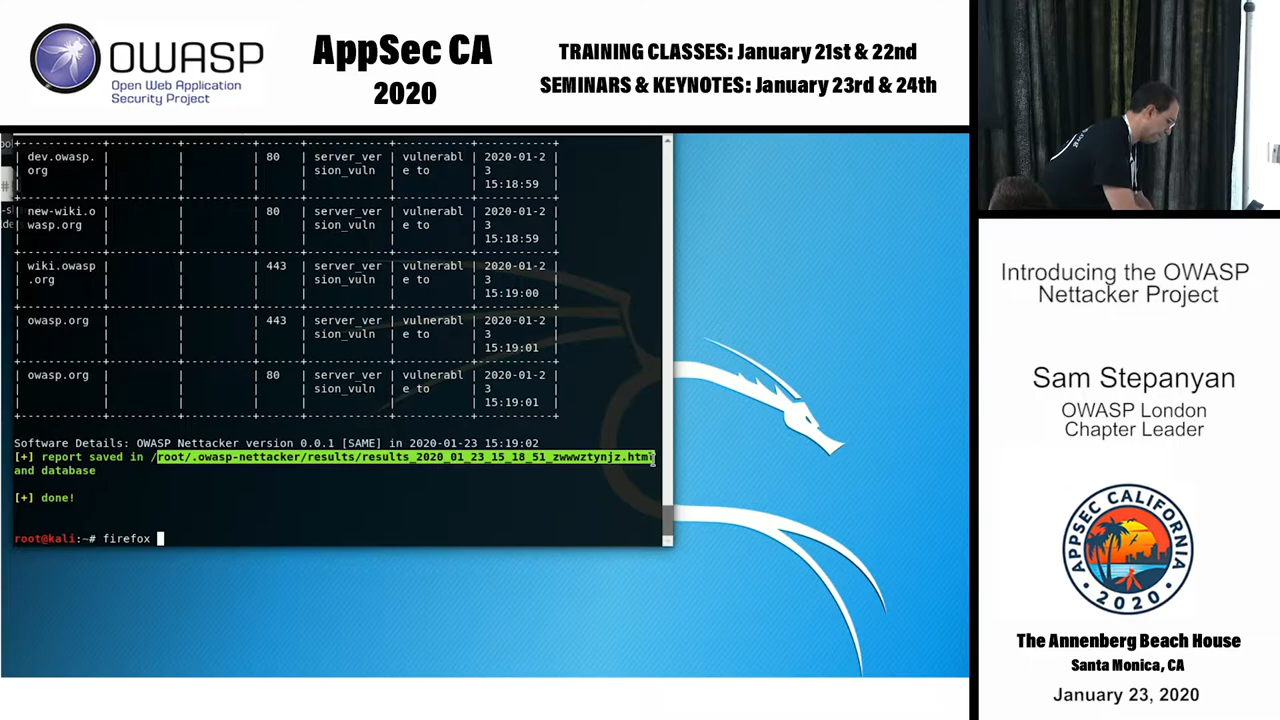 OWASP
Open Web Application
Security Project
AppSec CA
2020
TRAINING CLASSES: January 21st & 22nd
SEMINARS & KEYNOTES: January 23rd & 24th
| dev.owasp. | | | 80 | server_ver | vulnerabl | 2020-01-2 |
| org | | | | sion_vuln | e to | 3 |
| | | | | | | 15:18:59 |
| new-wiki.o | | | 80 | server_ver | vulnerabl | 2020-01-2 |
| wasp.org | | | | sion_vuln | e to | 3 |
| | | | | | | 15:18:59 |
| wiki.owasp | | | 443 | server_ver | vulnerabl | 2020-01-2 |
| .org | | | | sion_vuln | e to | 3 |
| | | | | | | 15:19:00 |
| owasp.org | | | 443 | server_ver | vulnerabl | 2020-01-2 |
| | | | | sion_vuln | e to | 3 |
| | | | | | | 15:19:01 |
| owasp.org | | | 80 | server_ver | vulnerabl | 2020-01-2 |
| | | | | sion_vuln | e to | 3 |
| | | | | | | 15:19:01 |
Software Details: OWASP Nettacker version 0.0.1 [SAME] in 2020-01-23 15:19:02
[+] report saved in /root/.owasp-nettacker/results/results_2020_01_23_15_18_51_zwwwztynjz.html
and database
[+] done!
root@kali:~# firefox
Introducing the OWASP
Nettacker Project
Sam Stepanyan
OWASP London
Chapter Leader
APPSEC CALIFORNIA
• 2020 •
The Annenberg Beach House
Santa Monica, CA
January 23, 2020